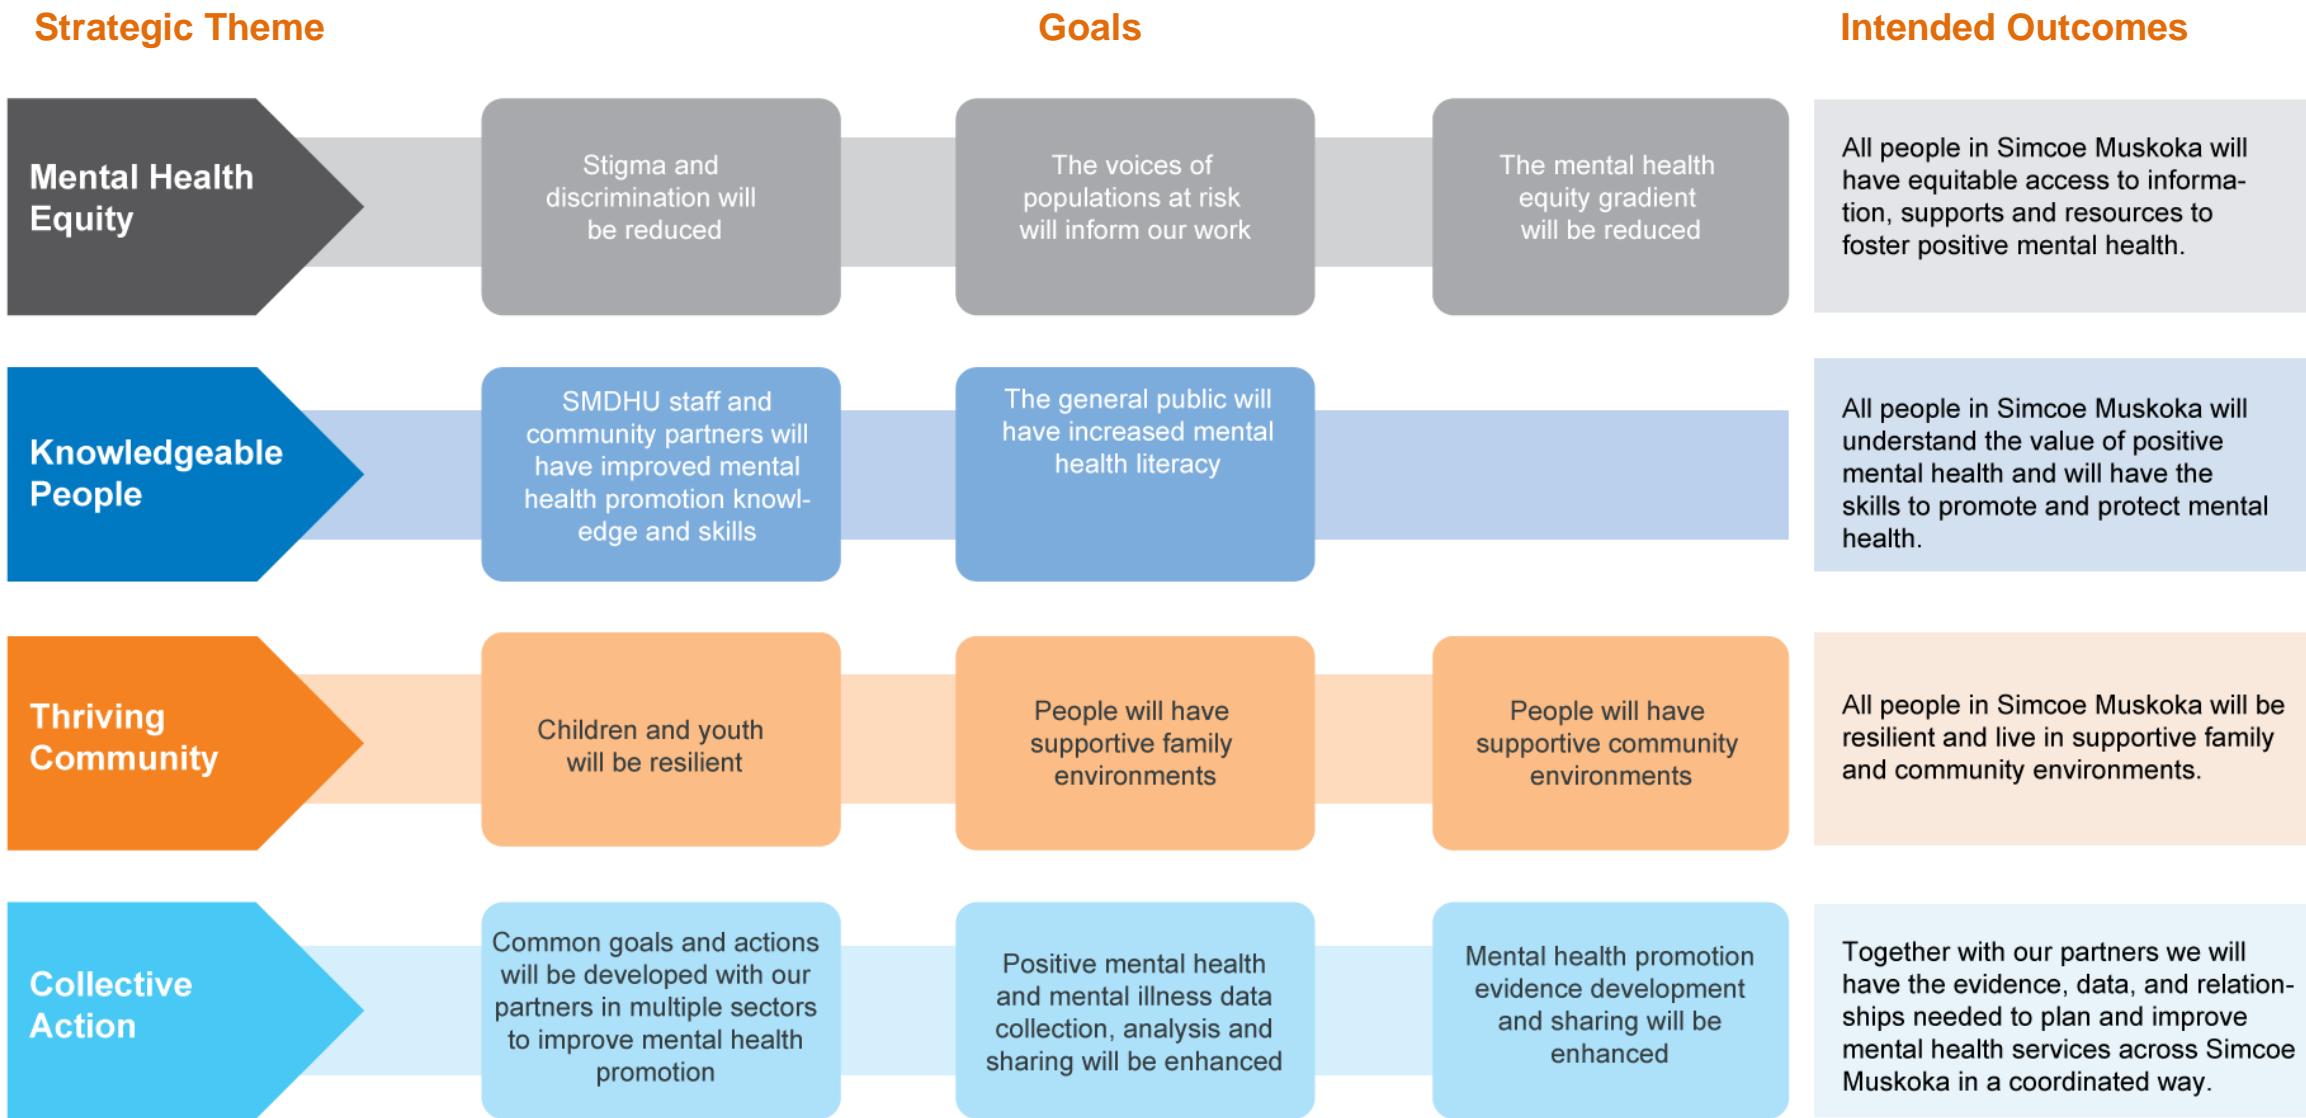 Strategic Theme
Goals
Intended Outcomes
Mental Health
Equity
Stigma and
discrimination will
be reduced
The voices of
populations at risk
will inform our work
The mental health
equity gradient
will be reduced
All people in Simcoe Muskoka will
have equitable access to informa-
tion, supports and resources to
foster positive mental health.
Knowledgeable
People
SMDHU staff and
community partners will
have improved mental
health promotion knowl-
edge and skills
The general public will
have increased mental
health literacy
All people in Simcoe Muskoka will
understand the value of positive
mental health and will have the
skills to promote and protect mental
health.
Thriving
Community
Children and youth
will be resilient
People will have
supportive family
environments
People will have
supportive community
environments
All people in Simcoe Muskoka will be
resilient and live in supportive family
and community environments.
Collective
Action
Common goals and actions
will be developed with our
partners in multiple sectors
to improve mental health
promotion
Positive mental health
and mental illness data
collection, analysis and
sharing will be enhanced
Mental health promotion
evidence development
and sharing will be
enhanced
Together with our partners we will
have the evidence, data, and relation-
ships needed to plan and improve
mental health services across Simcoe
Muskoka in a coordinated way.